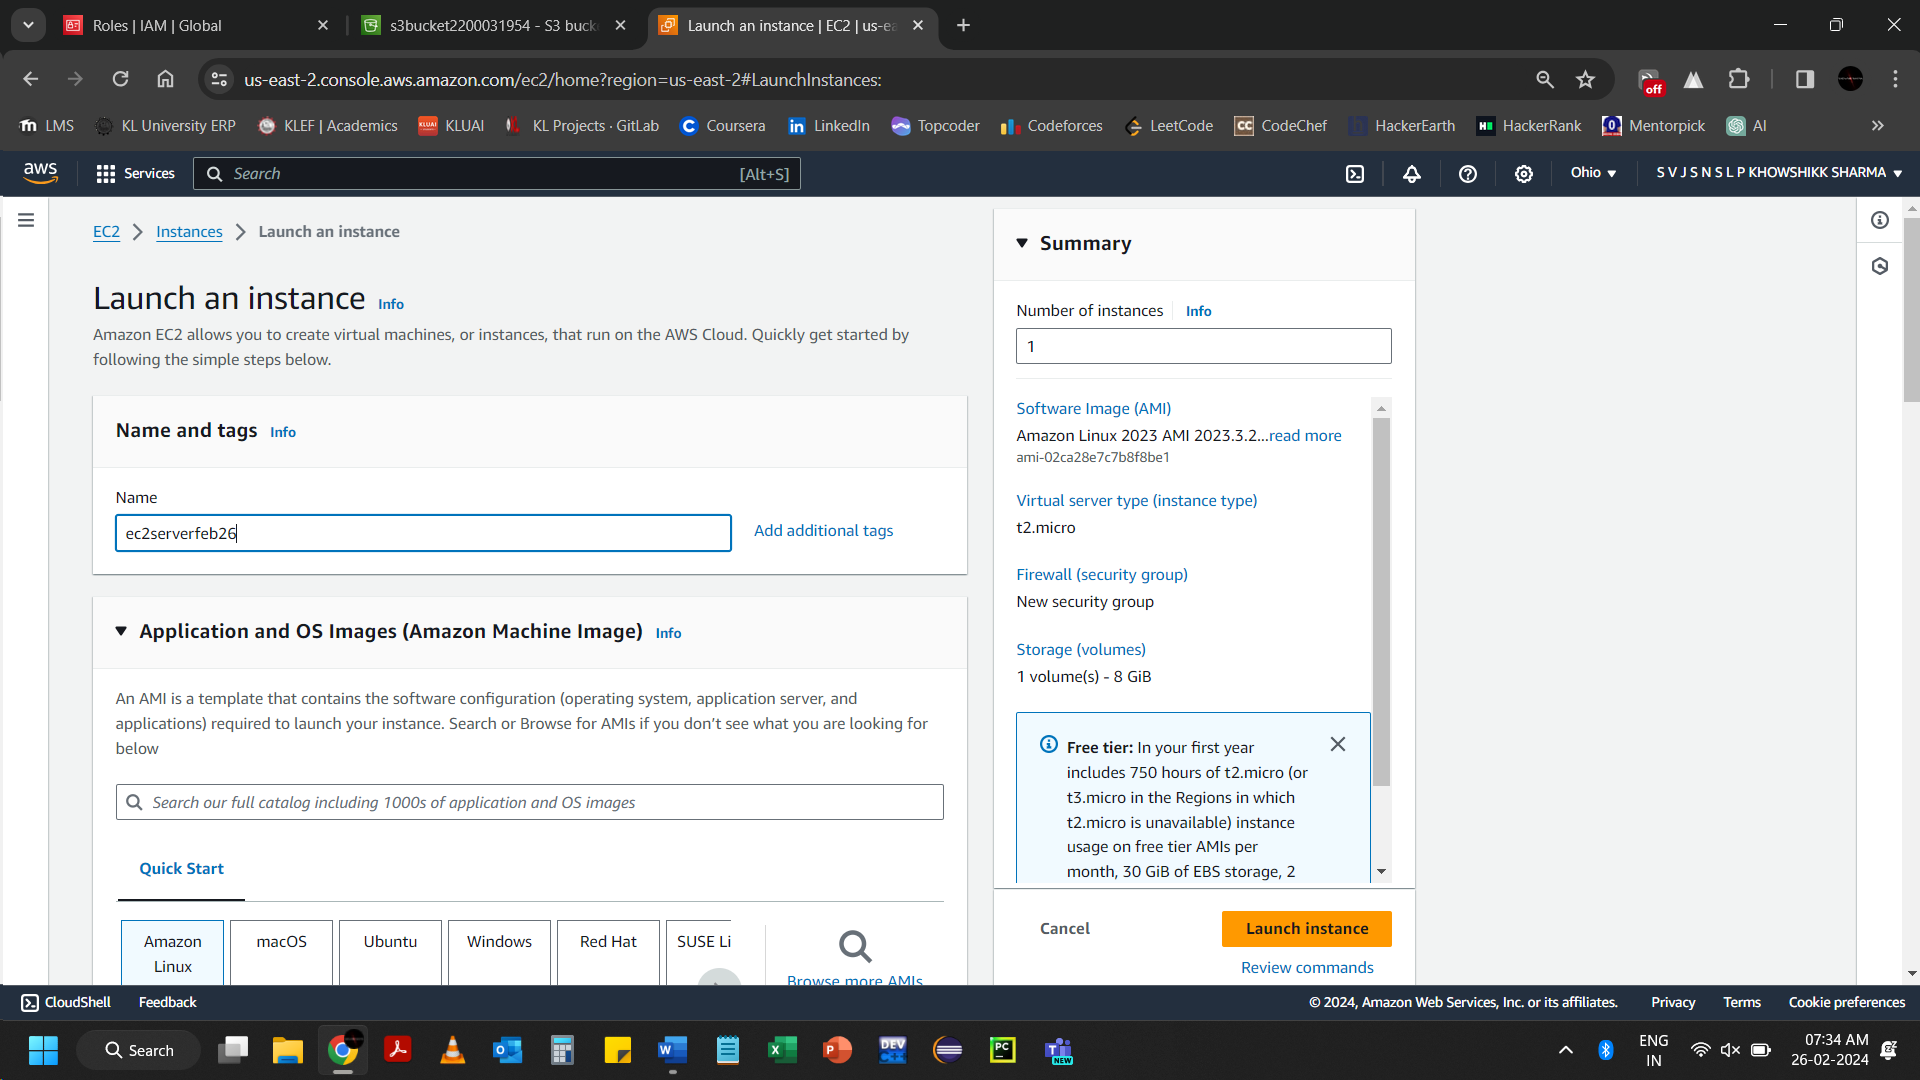 Roles | IAM | Global
s3bucket2200031954 - S3 buck
Launch an instance | EC2 | us-ea
us-east-2.console.aws.amazon.com/ec2/home?region=us-east-2#LaunchInstances:
off
LMS
KL University ERP
KLEF | Academics
KLUAI
KL Projects · GitLab
Coursera
LinkedIn
Topcoder
Codeforces
LeetCode
CodeChef
HackerEarth
HackerRank
Mentorpick
AI
aws
Services
Search
[Alt+S]
Ohio
S V J S N S L P KHOWSHIKK SHARMA
EC2
Instances
Launch an instance
Launch an instance Info
Amazon EC2 allows you to create virtual machines, or instances, that run on the AWS Cloud. Quickly get started by
following the simple steps below.
Name and tags Info
Name
ec2serverfeb26
Add additional tags
Application and OS Images (Amazon Machine Image) Info
An AMI is a template that contains the software configuration (operating system, application server, and
applications) required to launch your instance. Search or Browse for AMIs if you don’t see what you are looking for
below
Search our full catalog including 1000s of application and OS images
Quick Start
Amazon
Linux
macOS
Ubuntu
Windows
Red Hat
SUSE Li
Browse more AMIs
Summary
Number of instances Info
1
Software Image (AMI)
Amazon Linux 2023 AMI 2023.3.2...read more
ami-02ca28e7c7b8f8be1
Virtual server type (instance type)
t2.micro
Firewall (security group)
New security group
Storage (volumes)
1 volume(s) - 8 GiB
Free tier: In your first year
includes 750 hours of t2.micro (or
t3.micro in the Regions in which
t2.micro is unavailable) instance
usage on free tier AMIs per
month, 30 GiB of EBS storage, 2
Cancel
Launch instance
Review commands
CloudShell
Feedback
© 2024, Amazon Web Services, Inc. or its affiliates.
Privacy
Terms
Cookie preferences
Search
ENG
IN
07:34 AM
26-02-2024